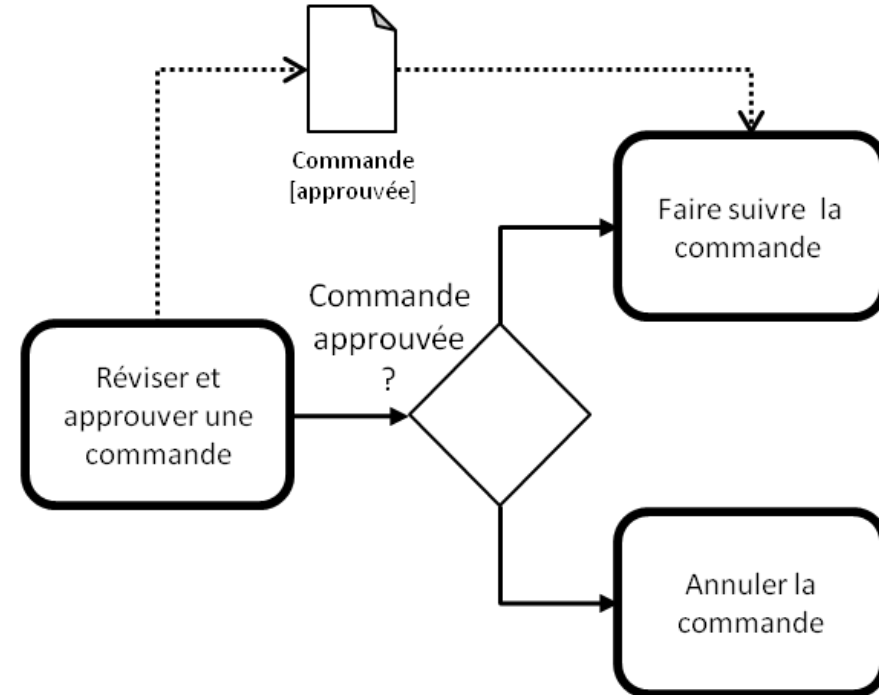 Commande
[approuvée]
Faire suivre la
commande
Commande
approuvée
?
Réviser et
approuver une
commande
Annuler la
commande